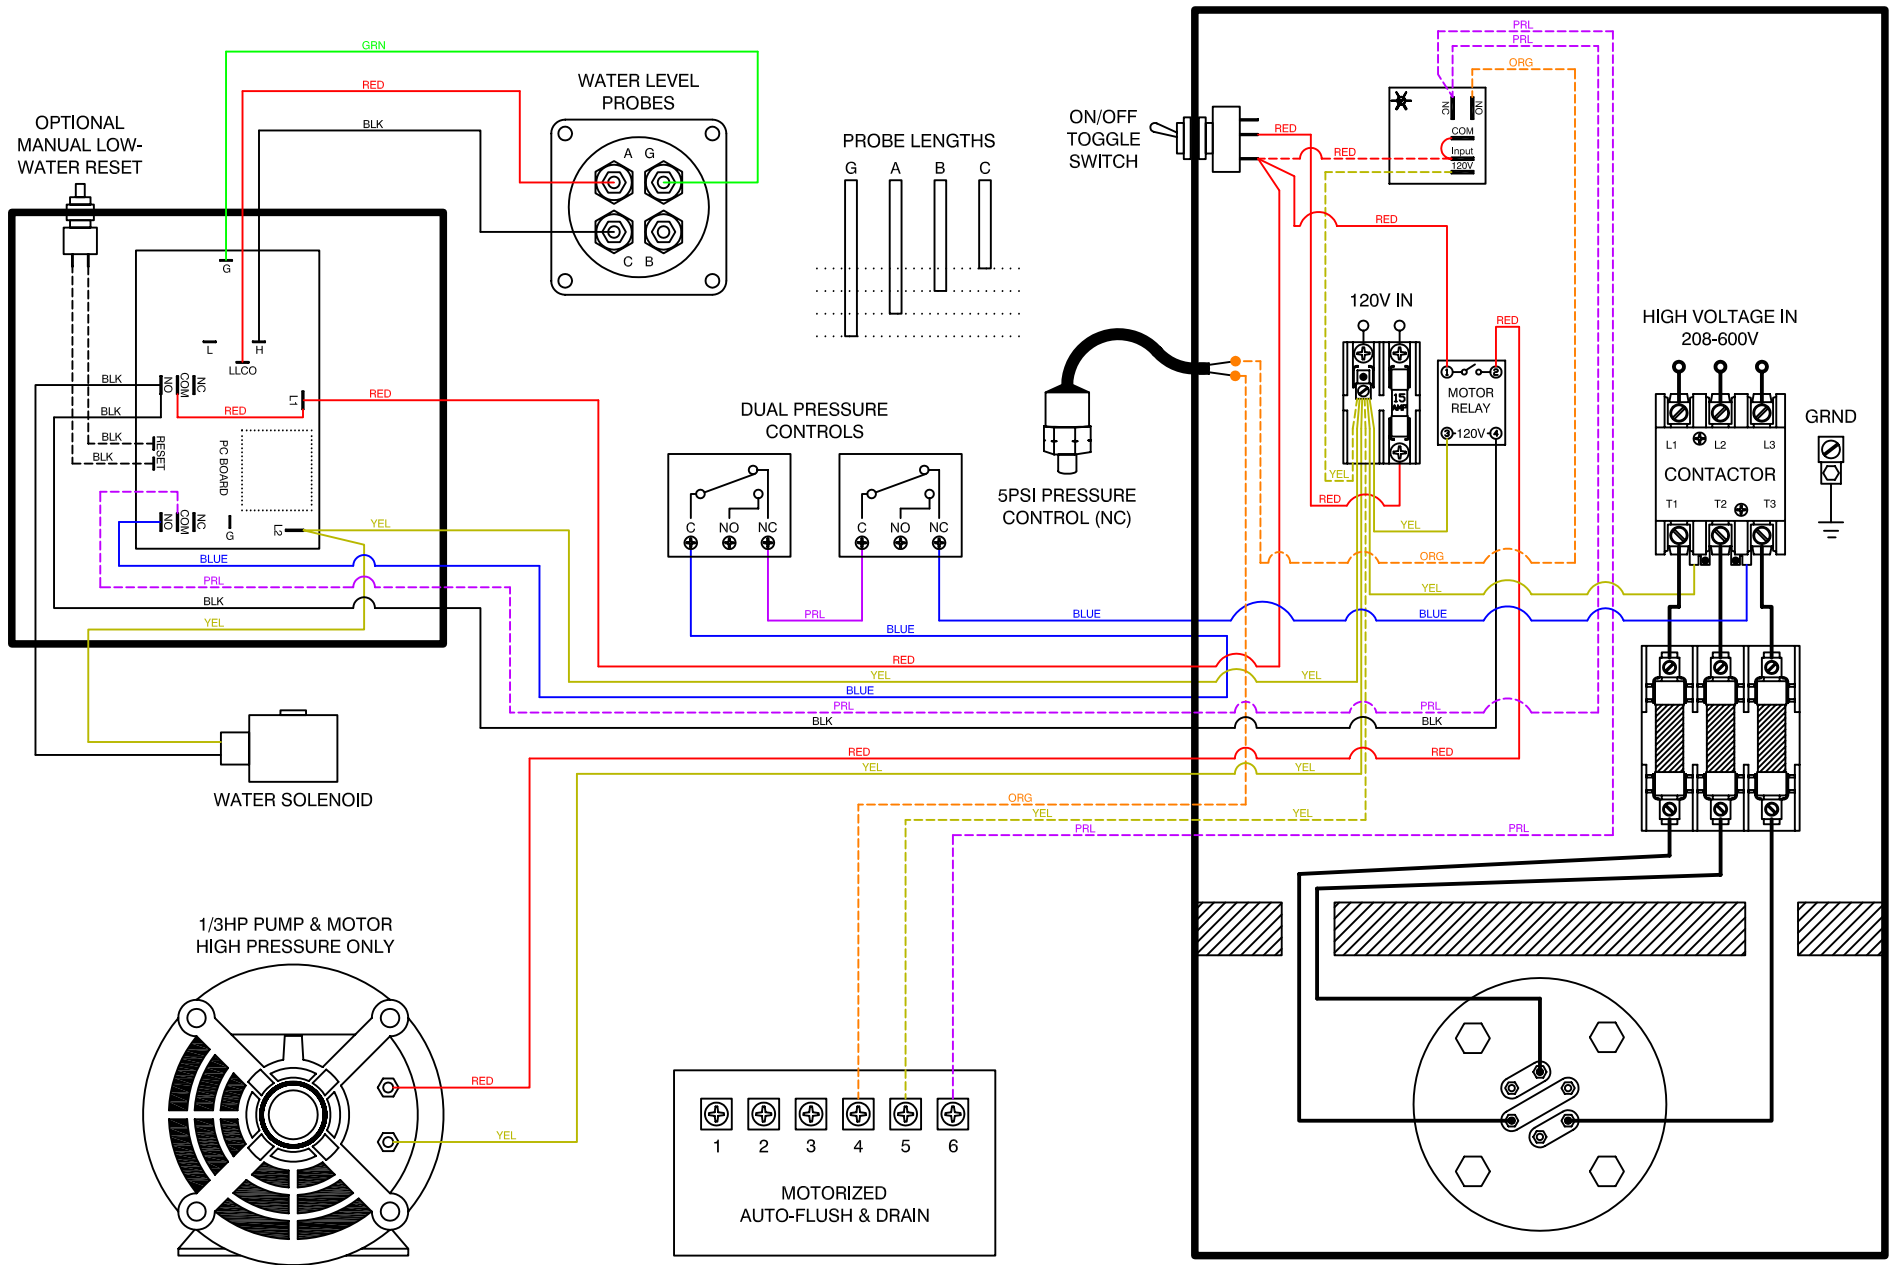 GRN
RED
BLK
OPTIONAL
MANUAL LOW-
WATER RESET
WATER LEVEL
PROBES
A G
C B
PROBE LENGTHS
G A B C
ON/OFF
TOGGLE
SWITCH
PRL
PRL
ORG
NC NO
COM
Input
120V
RED
RED
RED
G
L H
LLCO
NO COM NC
L1
BLK
BLK
RED
BLK
BLK
RESET
PC BOARD
NO COM NC
G
L2
RED
YEL
BLUE
PRL
BLK
YEL
DUAL PRESSURE
CONTROLS
C NO NC
C NO NC
PRL
5PSI PRESSURE
CONTROL (NC)
120V IN
15
AMP
RED
1 2
MOTOR
RELAY
3 -120V- 4
YEL
RED
YEL
HIGH VOLTAGE IN
208-600V
L1 L2 L3
CONTACTOR
T1 T2 T3
GRND
ORG
YEL
BLUE
BLUE
BLUE
RED
YEL
YEL
BLUE
PRL
PRL
BLK
BLK
RED
RED
YEL
YEL
ORG
YEL
YEL
PRL
PRL
WATER SOLENOID
1/3HP PUMP & MOTOR
HIGH PRESSURE ONLY
RED
YEL
1 2 3 4 5 6
MOTORIZED
AUTO-FLUSH & DRAIN